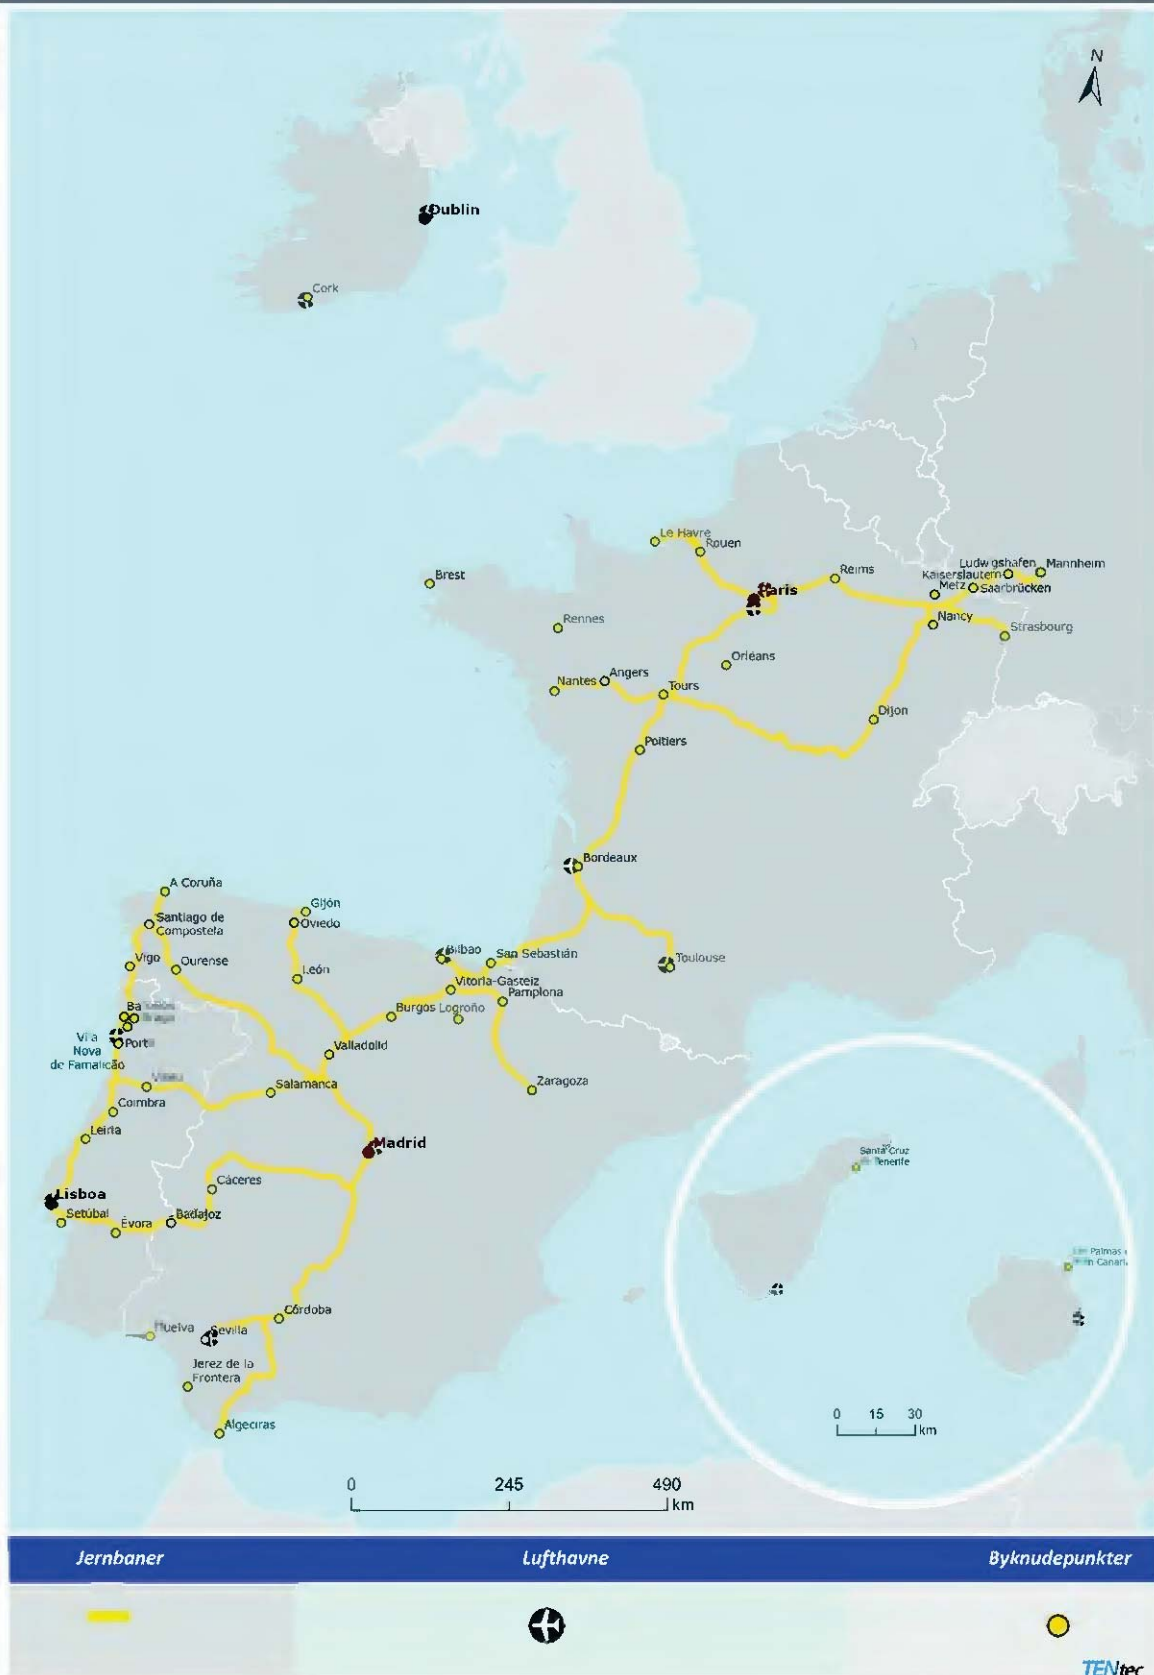 N
Dublin
Cork
Le Havre
Rouen
Brest
Reims
Ludwigshafen
Mannheim
Kaiserslautern
Metz
Saarbrücken
Paris
Nancy
Strasbourg
Rennes
Orléans
Angers
Nantes
Tours
Dijon
Poitiers
Bordeaux
A Coruña
Gijón
Santiago de
Compostela
Oviedo
Bilbao
San Sebastián
Toulouse
Vigo
Ourense
León
Vitoria-Gasteiz
Pamplona
Burgos
Logroño
Vila
Nova
de Famalicão
Valladolid
Salamanca
Zaragoza
Coimbra
Leiria
Madrid
Lisboa
Cáceres
Setúbal
Évora
Badajoz
Santa Cruz
Tenerife
Palmas
Córdoba
Huelva
Sevilla
Jerez de la
Frontera
Algeciras
0 15 30
km
0 245 490
km
Jernbaner Lufthavne Byknudepunkter
TENtec